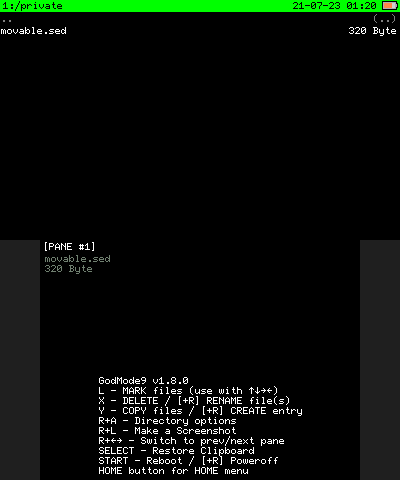 1:/private 21-07-23 01:20
.. (..)
movable.sed 320 Byte
[PANE #1]
movable.sed
320 Byte
GodMode9 v1.8.0
L - MARK files (use with ↑↓→←)
X - DELETE / [+R] RENAME file(s)
Y - COPY files / [+R] CREATE entry
R+A - Directory options
R+L - Make a Screenshot
R+←→ - Switch to prev/next pane
SELECT - Restore Clipboard
START - Reboot / [+R] Poweroff
HOME button for HOME menu